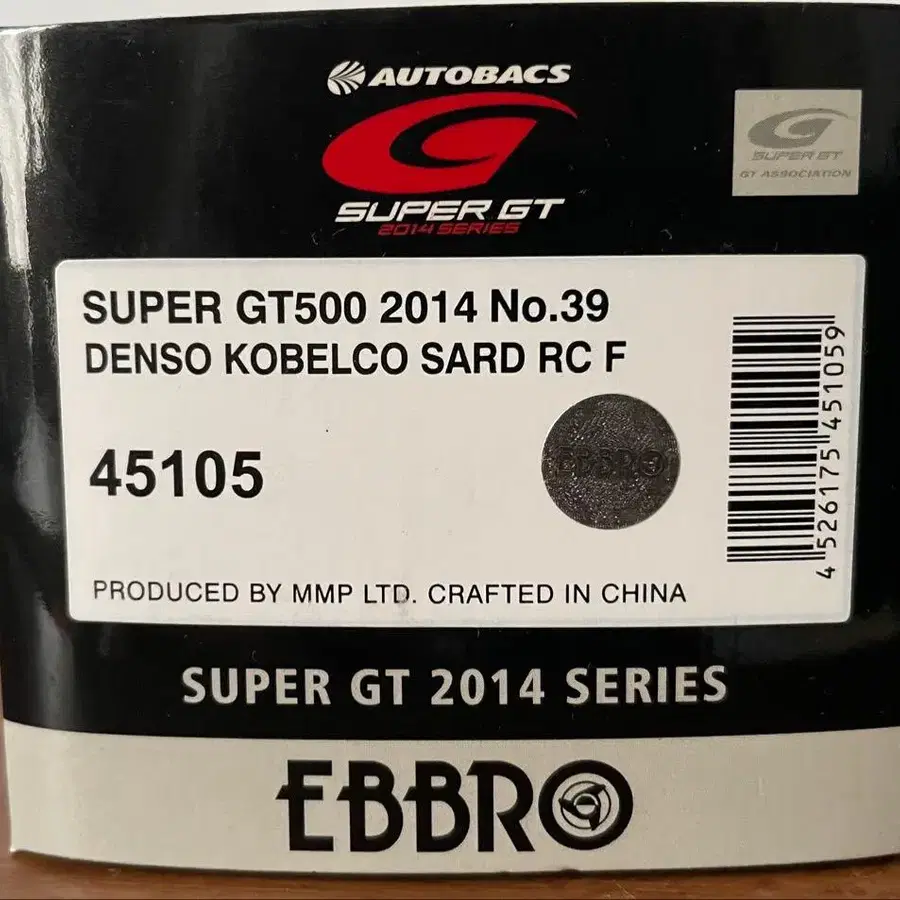 AUTOBACS
SUPER GT
2014 SERIES
SUPER GT
GT ASSOCIATION
SUPER GT500 2014 No.39
DENSO KOBELCO SARD RC F
45105
EBBRO
4 526175 451059
PRODUCED BY MMP LTD. CRAFTED IN CHINA
SUPER GT 2014 SERIES
EBBRO